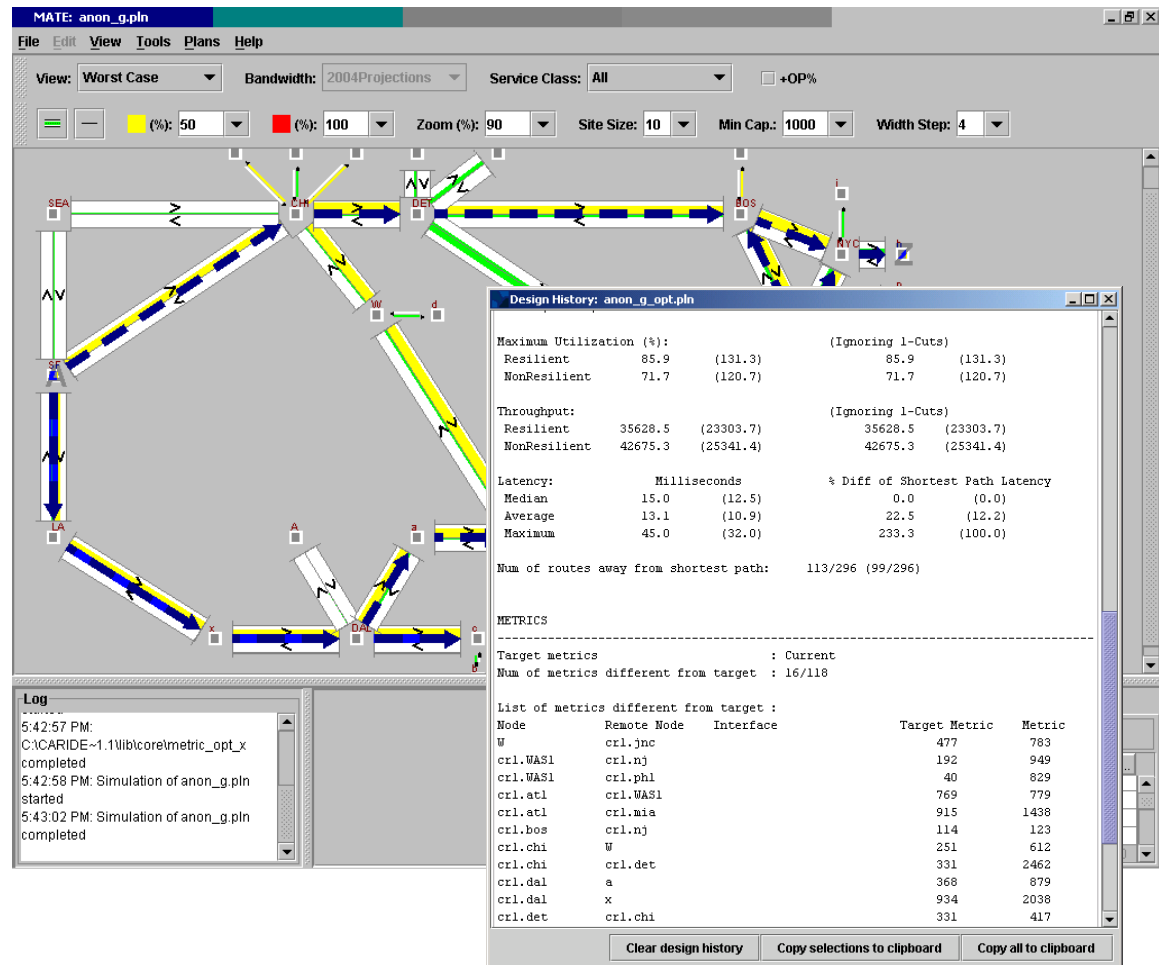 MATE: anon_g.pln
File Edit View Tools Plans Help
View: Worst Case Bandwidth: 2004Projections Service Class: All +OP%
(%): 50 (%): 100 Zoom (%): 90 Site Size: 10 Min Cap.: 1000 Width Step: 4
SEA CHI DET BOS i
NYC h
W d
SF A Z
LA A a
x DAL c
B
Design History: anon_g_opt.pln
Maximum Utilization (%): (Ignoring 1-Cuts)
Resilient 85.9 (131.3) 85.9 (131.3)
NonResilient 71.7 (120.7) 71.7 (120.7)
Throughput: (Ignoring 1-Cuts)
Resilient 35628.5 (23303.7) 35628.5 (23303.7)
NonResilient 42675.3 (25341.4) 42675.3 (25341.4)
Latency: Milliseconds % Diff of Shortest Path Latency
Median 15.0 (12.5) 0.0 (0.0)
Average 13.1 (10.9) 22.5 (12.2)
Maximum 45.0 (32.0) 233.3 (100.0)
Num of routes away from shortest path: 113/296 (99/296)
METRICS
Target metrics : Current
Num of metrics different from target : 16/118
List of metrics different from target :
Node Remote Node Interface Target Metric Metric
W crl.jnc 477 783
crl.WAS1 crl.nj 192 949
crl.WAS1 crl.phl 40 829
crl.atl crl.WAS1 769 779
crl.atl crl.mia 915 1438
crl.bos crl.nj 114 123
crl.chi W 251 612
crl.chi crl.det 331 2462
crl.dal a 368 879
crl.dal x 934 2038
crl.det crl.chi 331 417
Clear design history Copy selections to clipboard Copy all to clipboard
Log
5:42:57 PM:
C:\CARIDE~1.1\lib\core\metric_opt_x
completed
5:42:58 PM: Simulation of anon_g.pln
started
5:43:02 PM: Simulation of anon_g.pln
completed